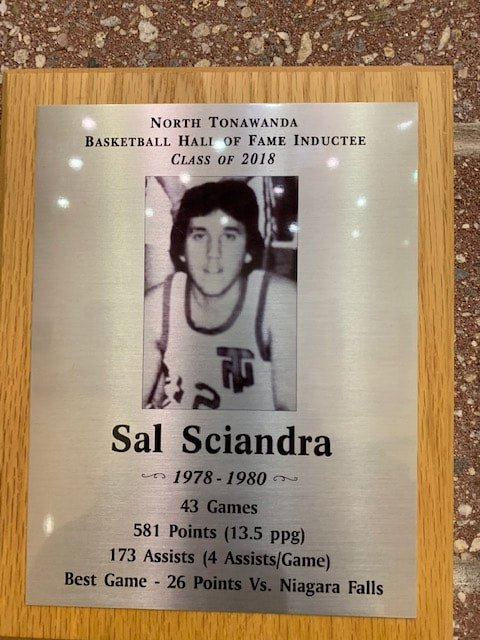 North Tonawanda
Basketball Hall of Fame Inductee
Class of 2018
NT
Sal Sciandra
1978 - 1980
43 Games
581 Points (13.5 ppg)
173 Assists (4 Assists/Game)
Best Game - 26 Points Vs. Niagara Falls